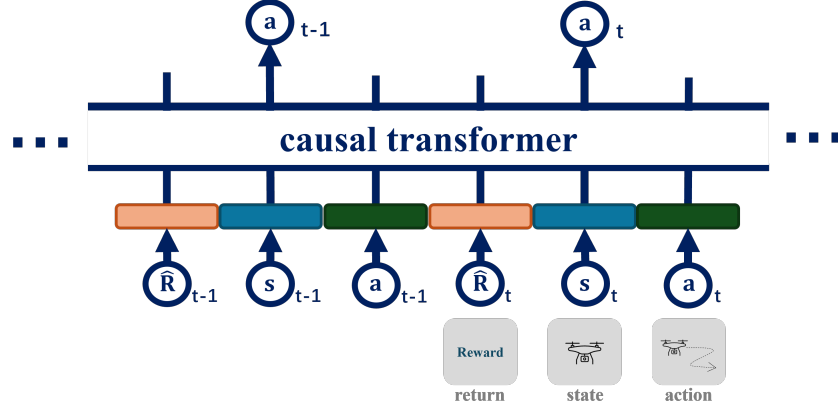 a t-1 a t
causal transformer
R̂ t-1 s t-1 a t-1 R̂ t s t a t
Reward
return state action